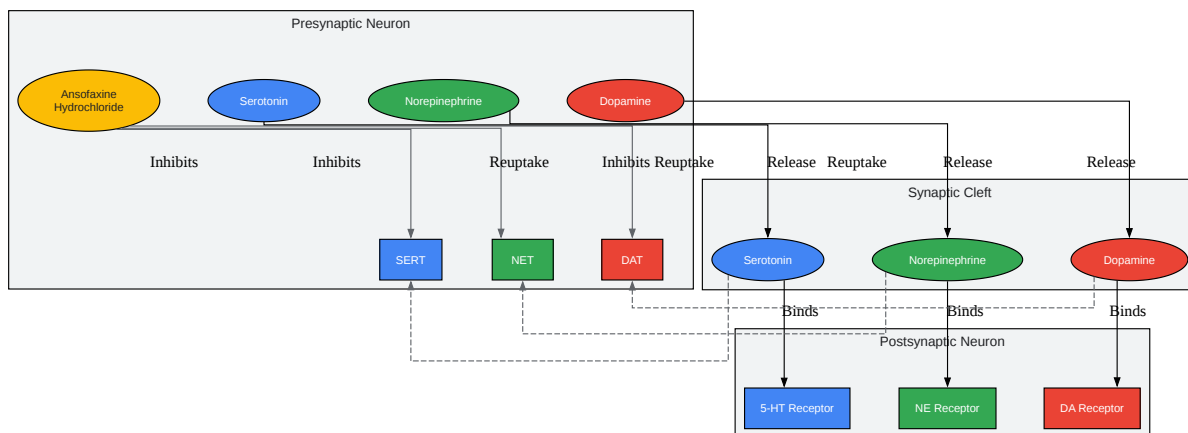 Presynaptic Neuron
Ansofaxine
Hydrochloride
Serotonin
Norepinephrine
Dopamine
Inhibits
Inhibits
Reuptake
Inhibits
Reuptake
Release
Reuptake
Release
Release
Synaptic Cleft
SERT
NET
DAT
Serotonin
Norepinephrine
Dopamine
Binds
Binds
Binds
Postsynaptic Neuron
5-HT Receptor
NE Receptor
DA Receptor